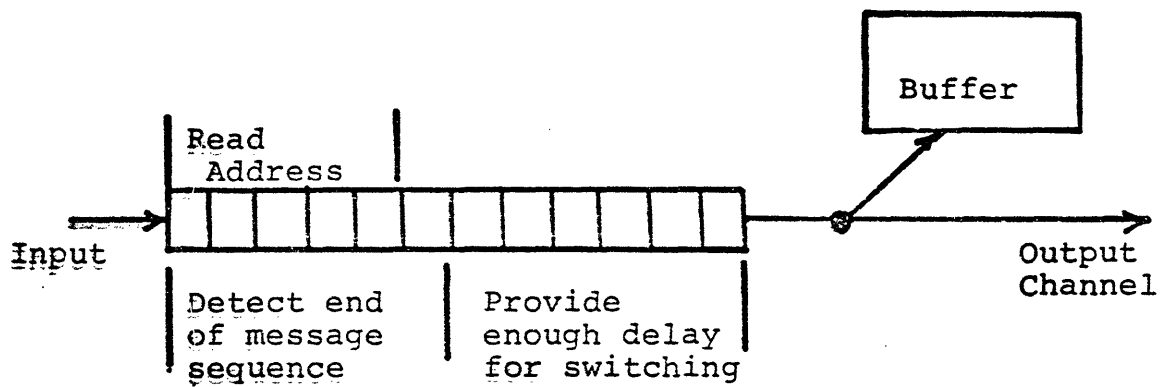 Buffer
Read
Address
Input
Output
Channel
Detect end
of message
sequence
Provide
enough delay
for switching